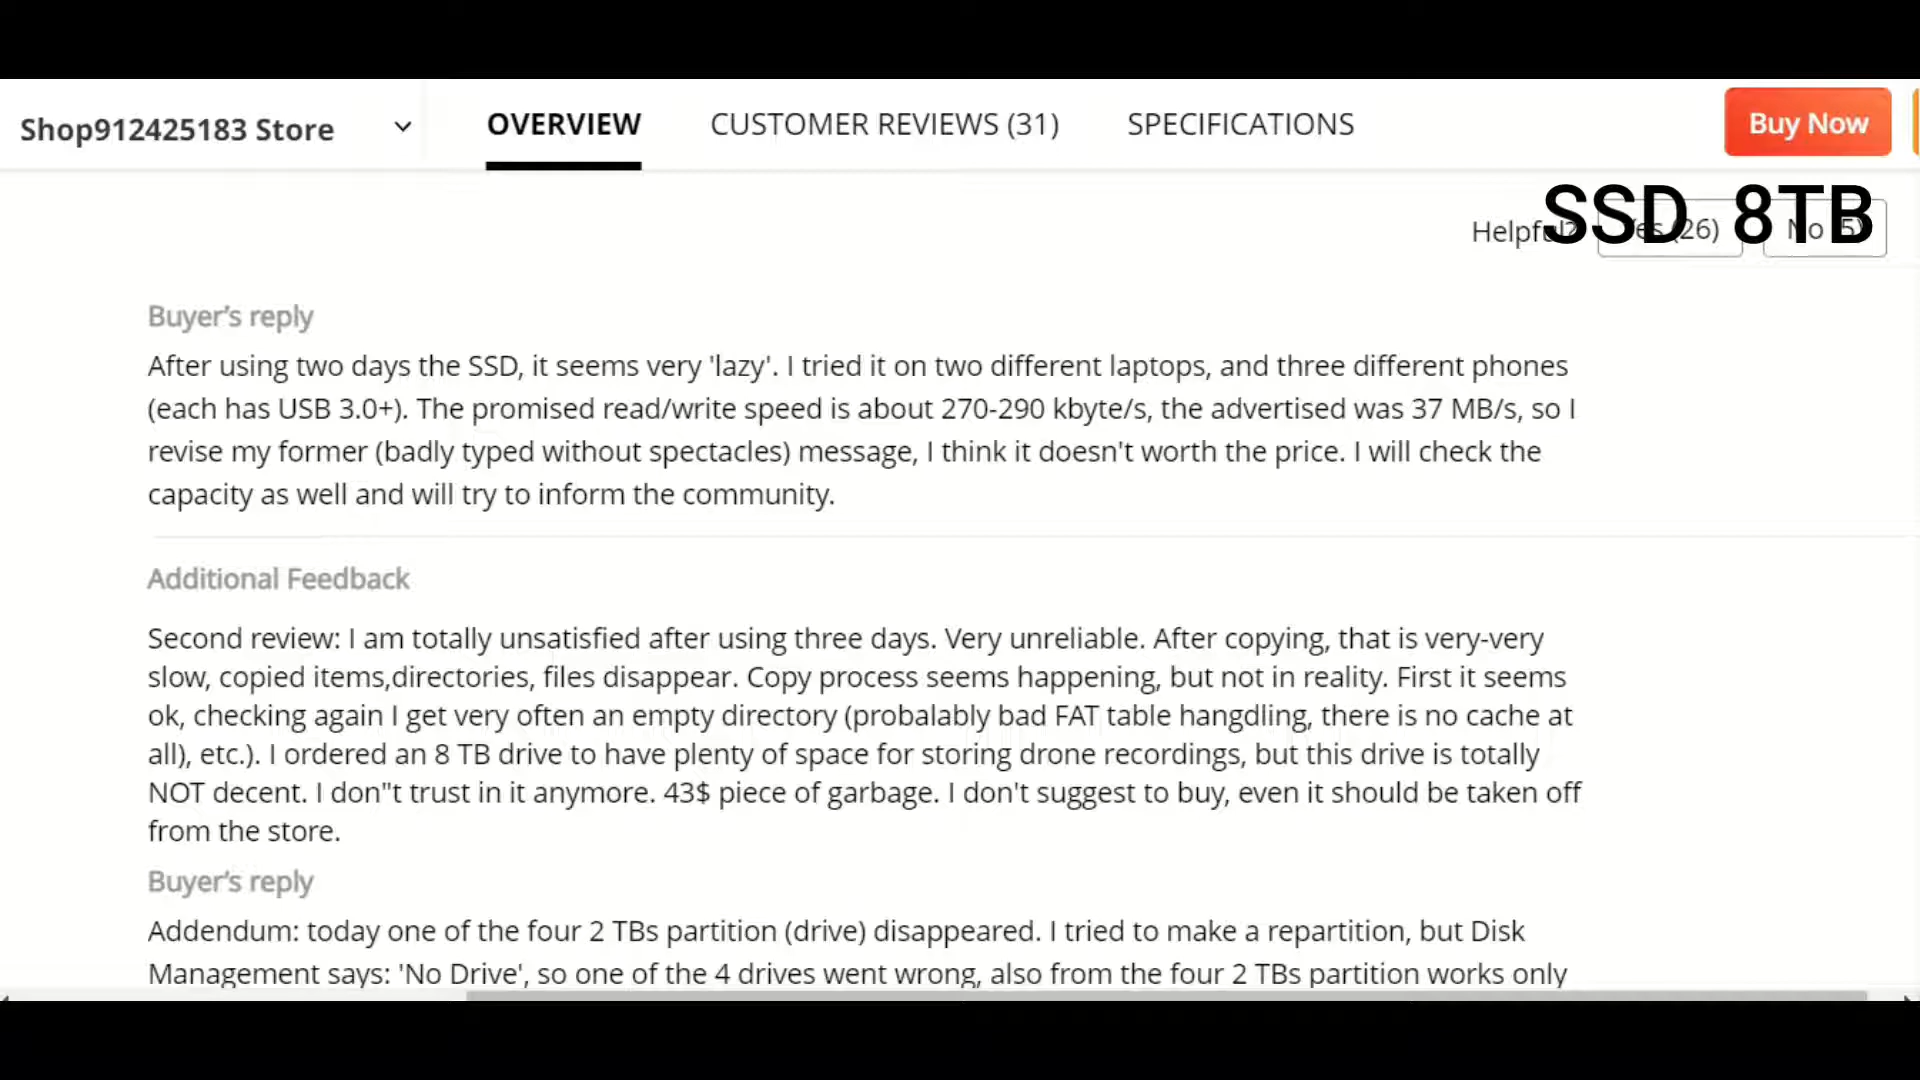 Shop912425183 Store
OVERVIEW
CUSTOMER REVIEWS (31)
SPECIFICATIONS
Buy Now
SSD 8TB
Helpful? Yes (26) No (5)
Buyer's reply
After using two days the SSD, it seems very 'lazy'. I tried it on two different laptops, and three different phones
(each has USB 3.0+). The promised read/write speed is about 270-290 kbyte/s, the advertised was 37 MB/s, so I
revise my former (badly typed without spectacles) message, I think it doesn't worth the price. I will check the
capacity as well and will try to inform the community.
Additional Feedback
Second review: I am totally unsatisfied after using three days. Very unreliable. After copying, that is very-very
slow, copied items,directories, files disappear. Copy process seems happening, but not in reality. First it seems
ok, checking again I get very often an empty directory (probalably bad FAT table hangdling, there is no cache at
all), etc.). I ordered an 8 TB drive to have plenty of space for storing drone recordings, but this drive is totally
NOT decent. I don"t trust in it anymore. 43$ piece of garbage. I don't suggest to buy, even it should be taken off
from the store.
Buyer's reply
Addendum: today one of the four 2 TBs partition (drive) disappeared. I tried to make a repartition, but Disk
Management says: 'No Drive', so one of the 4 drives went wrong, also from the four 2 TBs partition works only